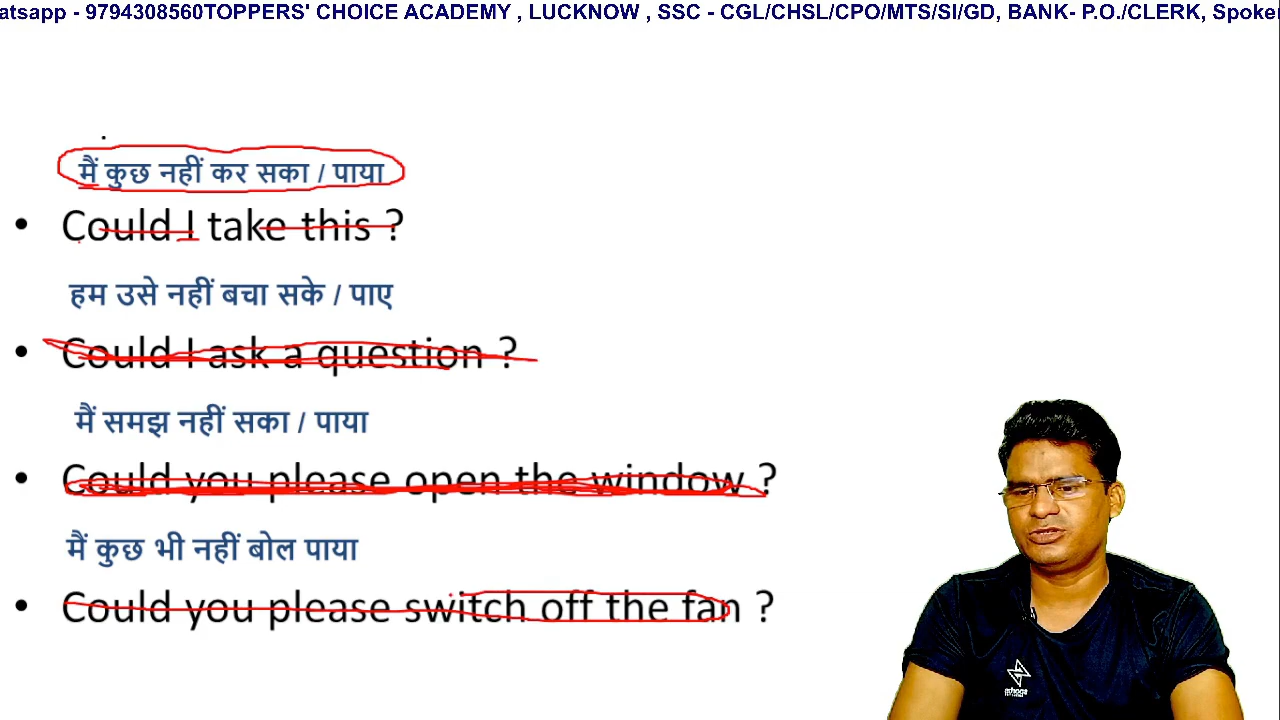 atsapp - 9794308560TOPPERS' CHOICE ACADEMY , LUCKNOW , SSC - CGL/CHSL/CPO/MTS/SI/GD, BANK- P.O./CLERK, Spoke
मैं कुछ नहीं कर सका / पाया
• Could I take this ?
हम उसे नहीं बचा सके / पाए
• Could I ask a question ?
मैं समझ नहीं सका / पाया
• Could you please open the window ?
मैं कुछ भी नहीं बोल पाया
• Could you please switch off the fan ?